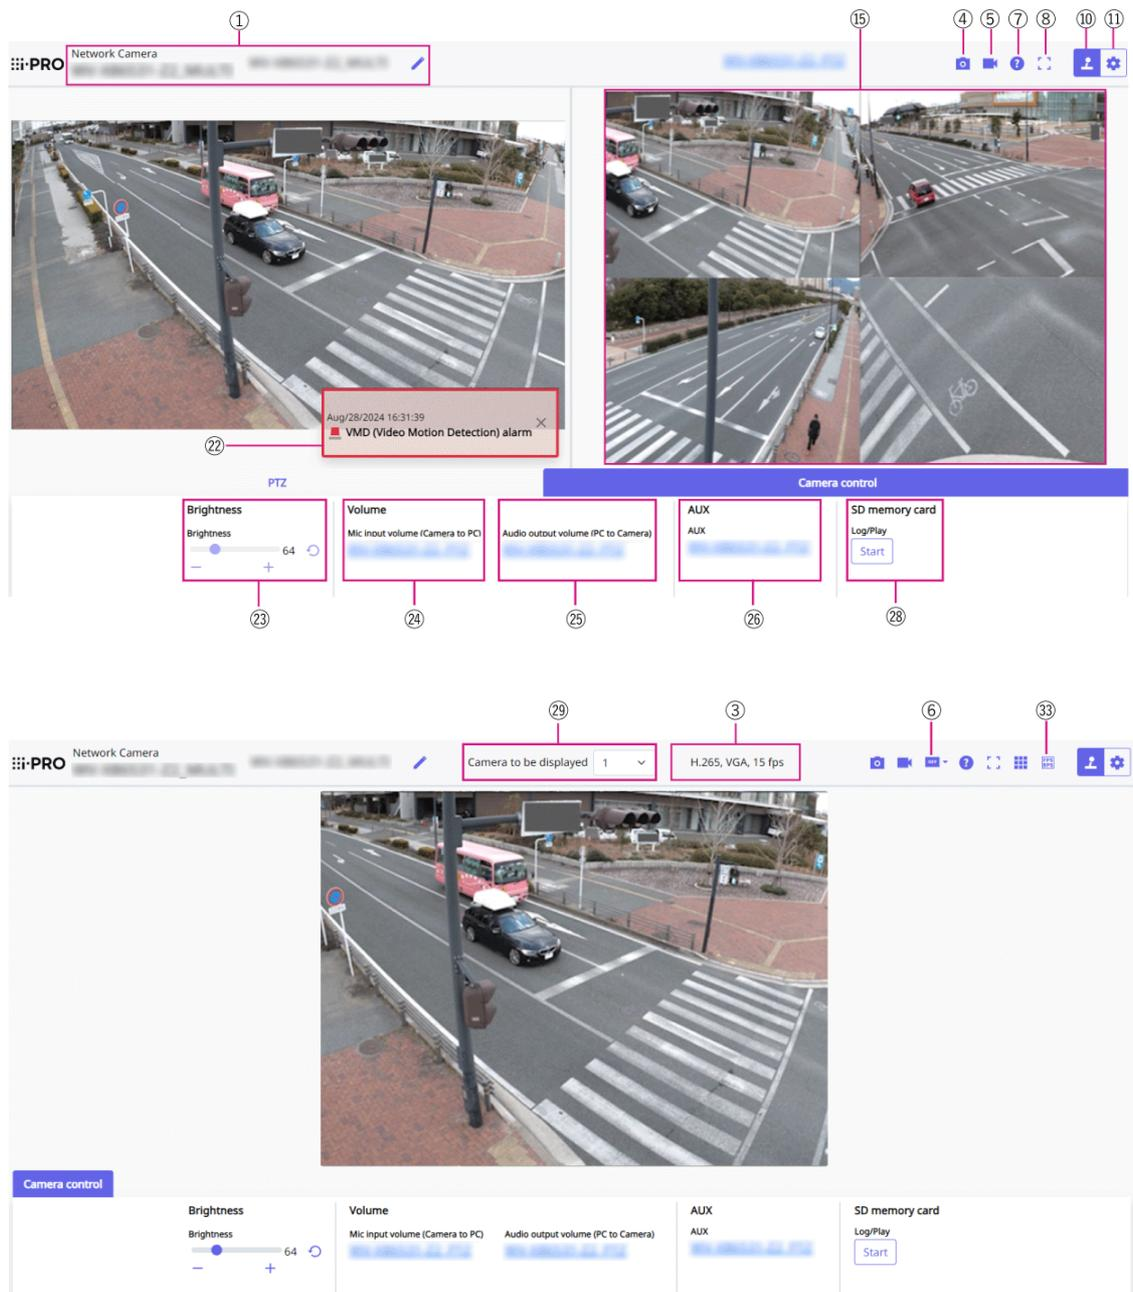 ①
⑮
④
⑤
⑦
⑧
⑩
⑪
i-PRO
Network Camera
Aug/28/2024 16:31:39
VMD (Video Motion Detection) alarm
㉒
PTZ
Camera control
Brightness
Volume
AUX
SD memory card
Brightness
Mic input volume (Camera to PC)
Audio output volume (PC to Camera)
AUX
Log/Play
64
Start
㉓
㉔
㉕
㉖
㉘
㉙
③
⑥
㉝
i-PRO
Network Camera
Camera to be displayed 1
H.265, VGA, 15 fps
OFF
FPS
BPS
Camera control
Brightness
Volume
AUX
SD memory card
Brightness
Mic input volume (Camera to PC)
Audio output volume (PC to Camera)
AUX
Log/Play
64
Start